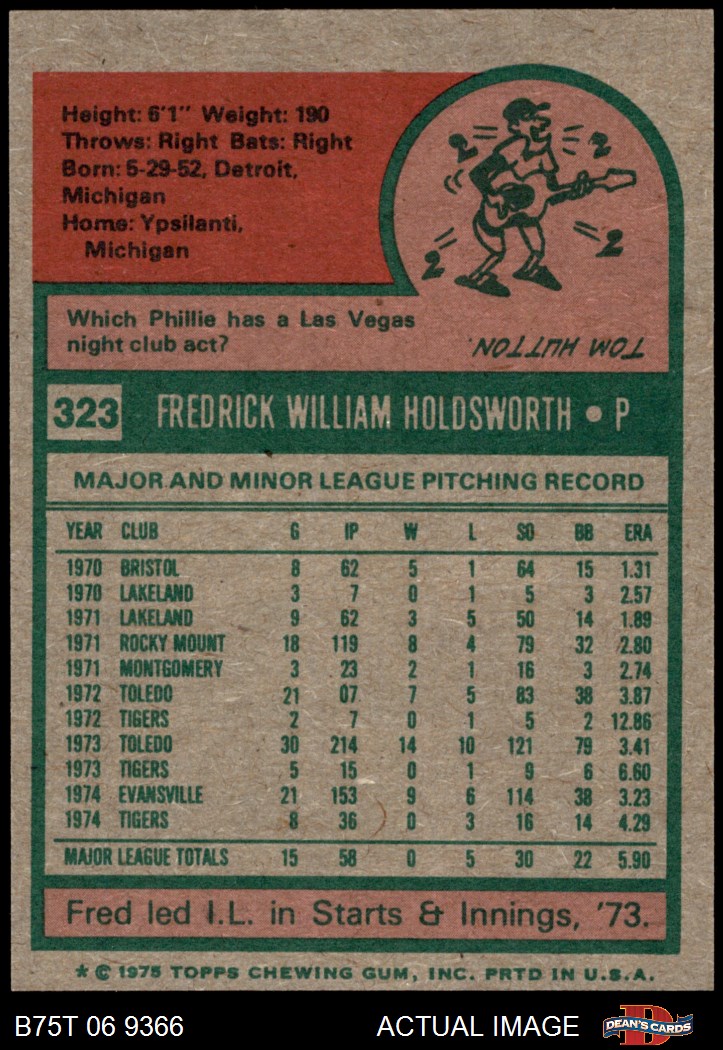 Height: 6'1" Weight: 190
Throws: Right Bats: Right
Born: 5-29-52, Detroit,
Michigan
Home: Ypsilanti,
Michigan
2 2
2 2
Which Phillie has a Las Vegas
night club act?
TOM HUTTON.
323 FREDRICK WILLIAM HOLDSWORTH • P
MAJOR AND MINOR LEAGUE PITCHING RECORD
YEAR CLUB G IP W L SO BB ERA
1970 BRISTOL 8 62 5 1 64 15 1.31
1970 LAKELAND 3 7 0 1 5 3 2.57
1971 LAKELAND 9 62 3 5 50 14 1.89
1971 ROCKY MOUNT 18 119 8 4 79 32 2.80
1971 MONTGOMERY 3 23 2 1 16 3 2.74
1972 TOLEDO 21 07 7 5 83 38 3.87
1972 TIGERS 2 7 0 1 5 2 12.86
1973 TOLEDO 30 214 14 10 121 79 3.41
1973 TIGERS 5 15 0 1 9 6 6.60
1974 EVANSVILLE 21 153 9 6 114 38 3.23
1974 TIGERS 8 36 0 3 16 14 4.29
MAJOR LEAGUE TOTALS 15 58 0 5 30 22 5.90
Fred led I.L. in Starts & Innings, '73.
* © 1975 TOPPS CHEWING GUM, INC. PRTD IN U.S.A.
B75T 06 9366 ACTUAL IMAGE DEAN'S CARDS